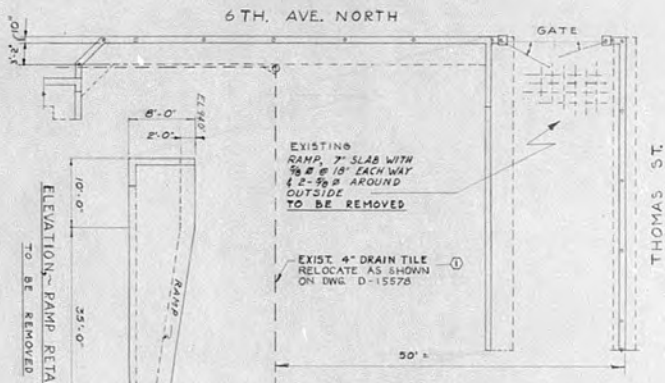 6TH. AVE. NORTH
GATE
THOMAS ST.
EXISTING
RAMP, 7" SLAB WITH
5/8 Ø @ 18" EACH WAY
& 2-5/8 Ø AROUND
OUTSIDE
TO BE REMOVED
EXIST. 4" DRAIN TILE
RELOCATE AS SHOWN
ON DWG. D-15578
1
50' ±
8'-0"
2'-0"
10'-0"
35'-0"
RAMP
ELEVATION~RAMP RETA
TO BE REMOVED